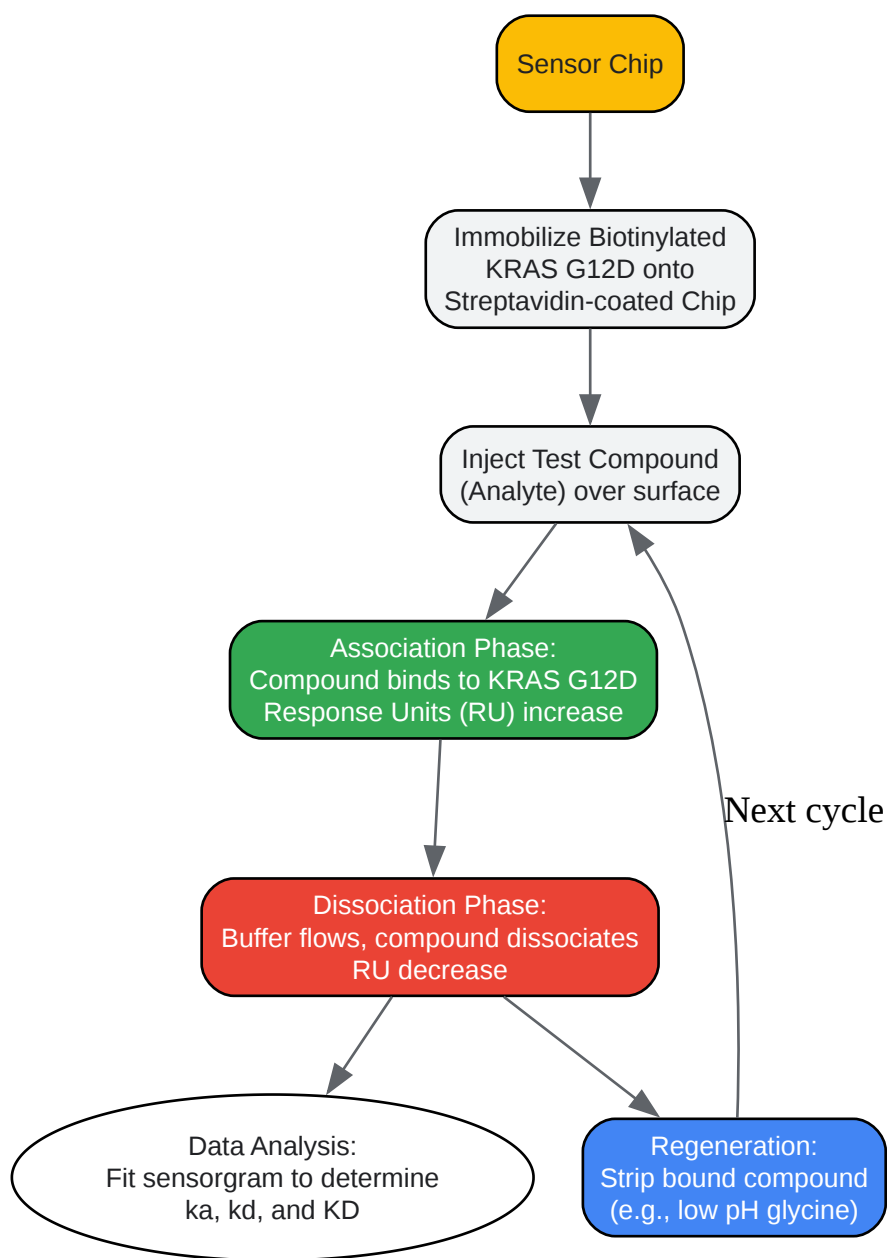 Sensor Chip
Immobilize Biotinylated
KRAS G12D onto
Streptavidin-coated Chip
Inject Test Compound
(Analyte) over surface
Association Phase:
Compound binds to KRAS G12D
Response Units (RU) increase
Next cycle
Dissociation Phase:
Buffer flows, compound dissociates
RU decrease
Data Analysis:
Fit sensorgram to determine
ka, kd, and KD
Regeneration:
Strip bound compound
(e.g., low pH glycine)